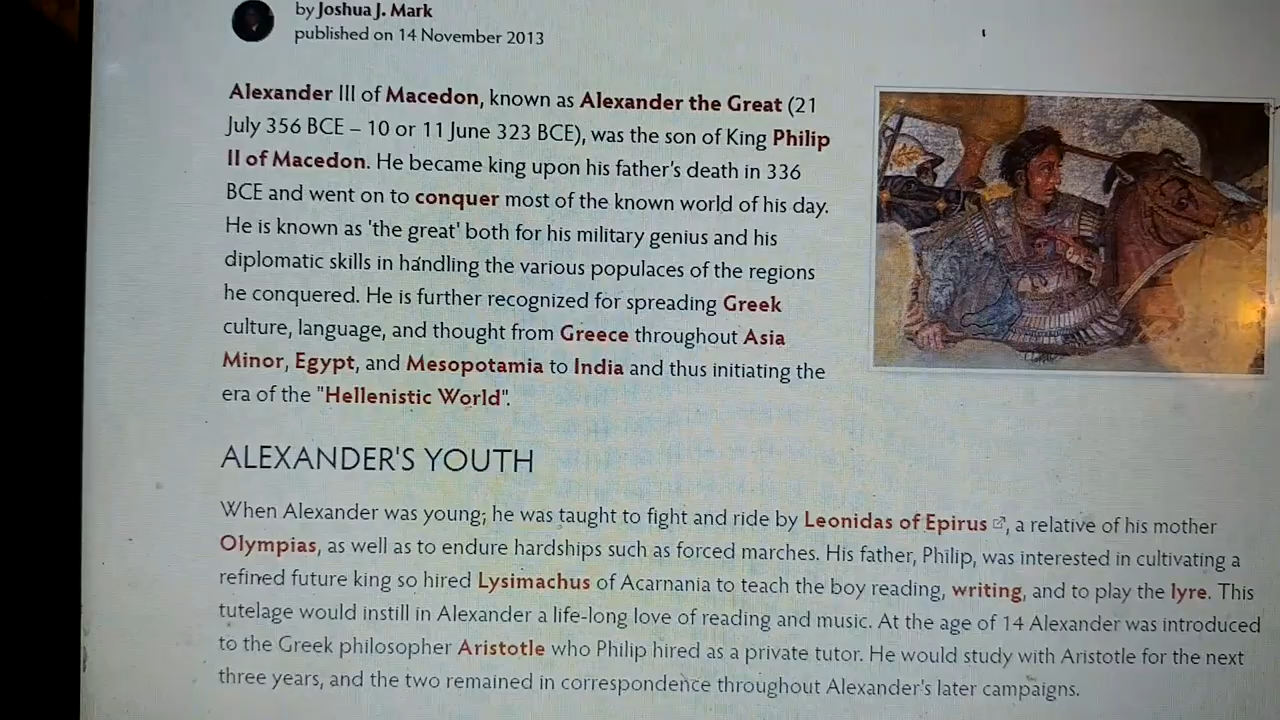 by Joshua J. Mark
published on 14 November 2013
Alexander III of Macedon, known as Alexander the Great (21
July 356 BCE – 10 or 11 June 323 BCE), was the son of King Philip
II of Macedon. He became king upon his father's death in 336
BCE and went on to conquer most of the known world of his day.
He is known as 'the great' both for his military genius and his
diplomatic skills in handling the various populaces of the regions
he conquered. He is further recognized for spreading Greek
culture, language, and thought from Greece throughout Asia
Minor, Egypt, and Mesopotamia to India and thus initiating the
era of the "Hellenistic World".
ALEXANDER'S YOUTH
When Alexander was young, he was taught to fight and ride by Leonidas of Epirus, a relative of his mother
Olympias, as well as to endure hardships such as forced marches. His father, Philip, was interested in cultivating a
refined future king so hired Lysimachus of Acarnania to teach the boy reading, writing, and to play the lyre. This
tutelage would instill in Alexander a life-long love of reading and music. At the age of 14 Alexander was introduced
to the Greek philosopher Aristotle who Philip hired as a private tutor. He would study with Aristotle for the next
three years, and the two remained in correspondence throughout Alexander's later campaigns.